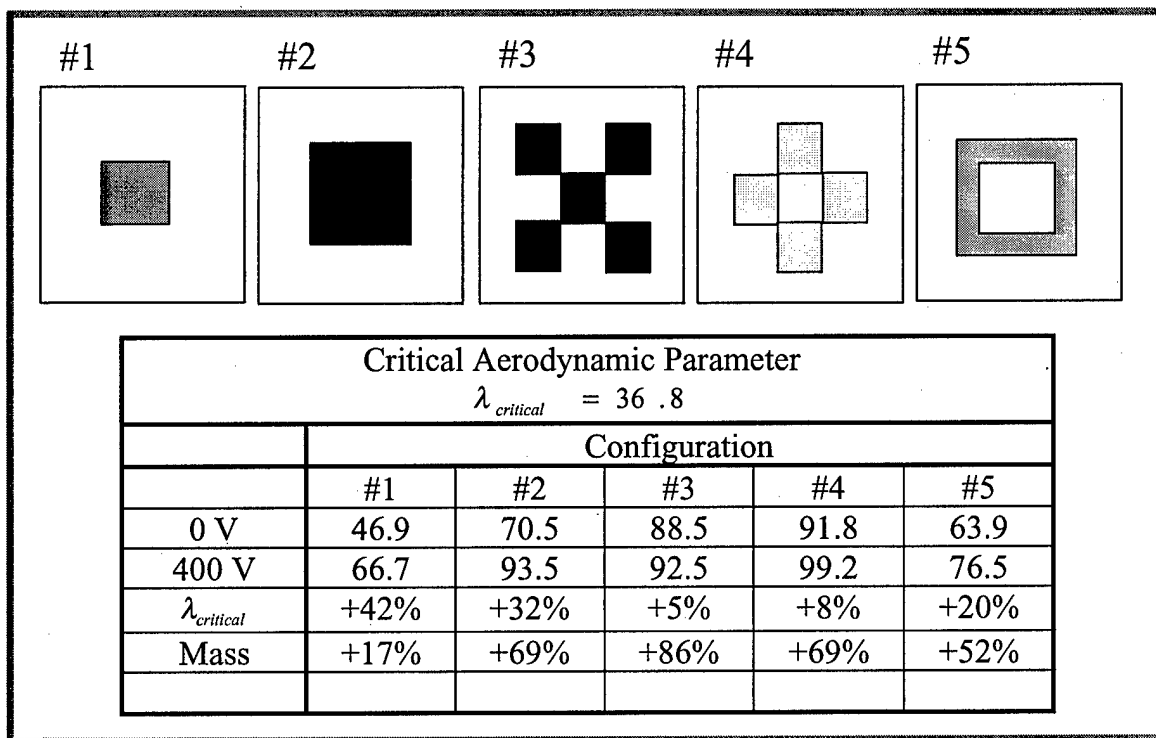 #1 #2 #3 #4 #5
Critical Aerodynamic Parameter
λ critical = 36 .8
Configuration
#1 #2 #3 #4 #5
0 V 46.9 70.5 88.5 91.8 63.9
400 V 66.7 93.5 92.5 99.2 76.5
λ critical +42% +32% +5% +8% +20%
Mass +17% +69% +86% +69% +52%